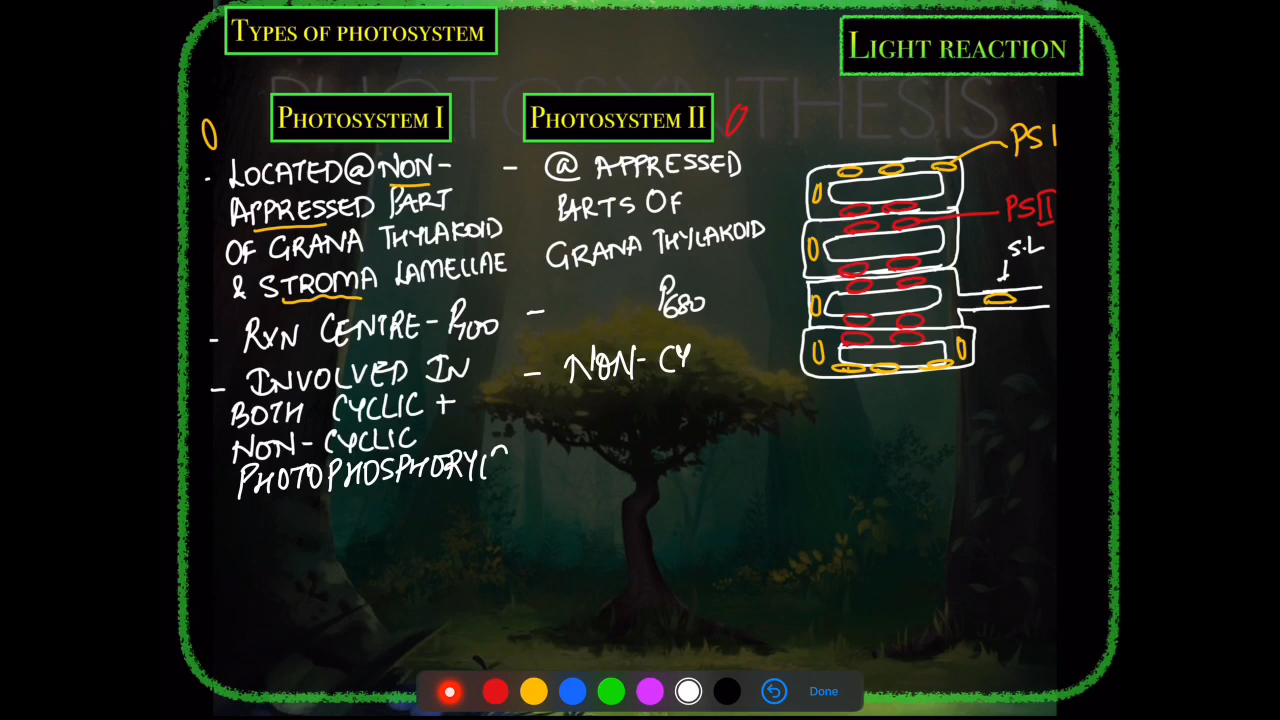 TYPES OF PHOTOSYSTEM
LIGHT REACTION
PHOTOSYNTHESIS
PHOTOSYSTEM I
· LOCATED@NON-
APPRESSED PART
OF GRANA THYLAKOID
& STROMA LAMELLAE
- RXN CENTRE - P700
- INVOLVED IN
BOTH CYCLIC +
NON-CYCLIC
PHOTOPHOSPHORYLn
PHOTOSYSTEM II
- @ APPRESSED
PARTS OF
GRANA THYLAKOID
- P680
- NON-CY
PS I
PS II
S.L
Done